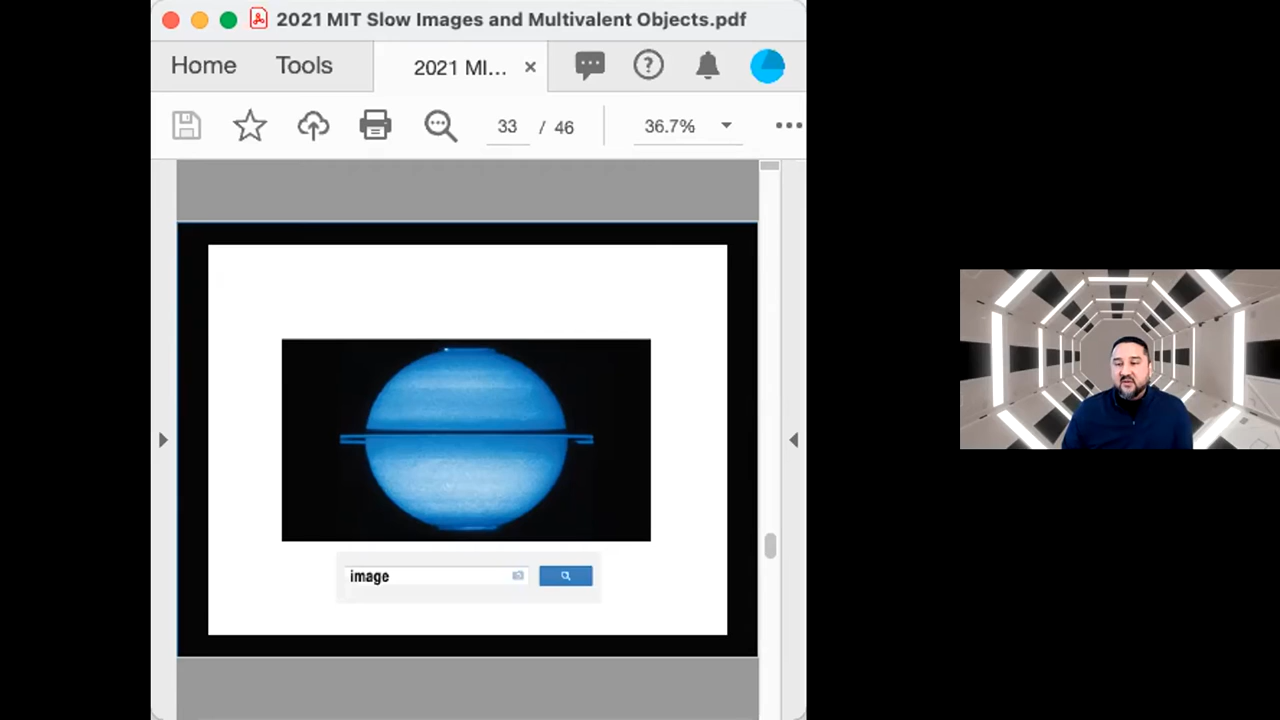 2021 MIT Slow Images and Multivalent Objects.pdf
Home Tools 2021 MI... ×
33 / 46 36.7%
image